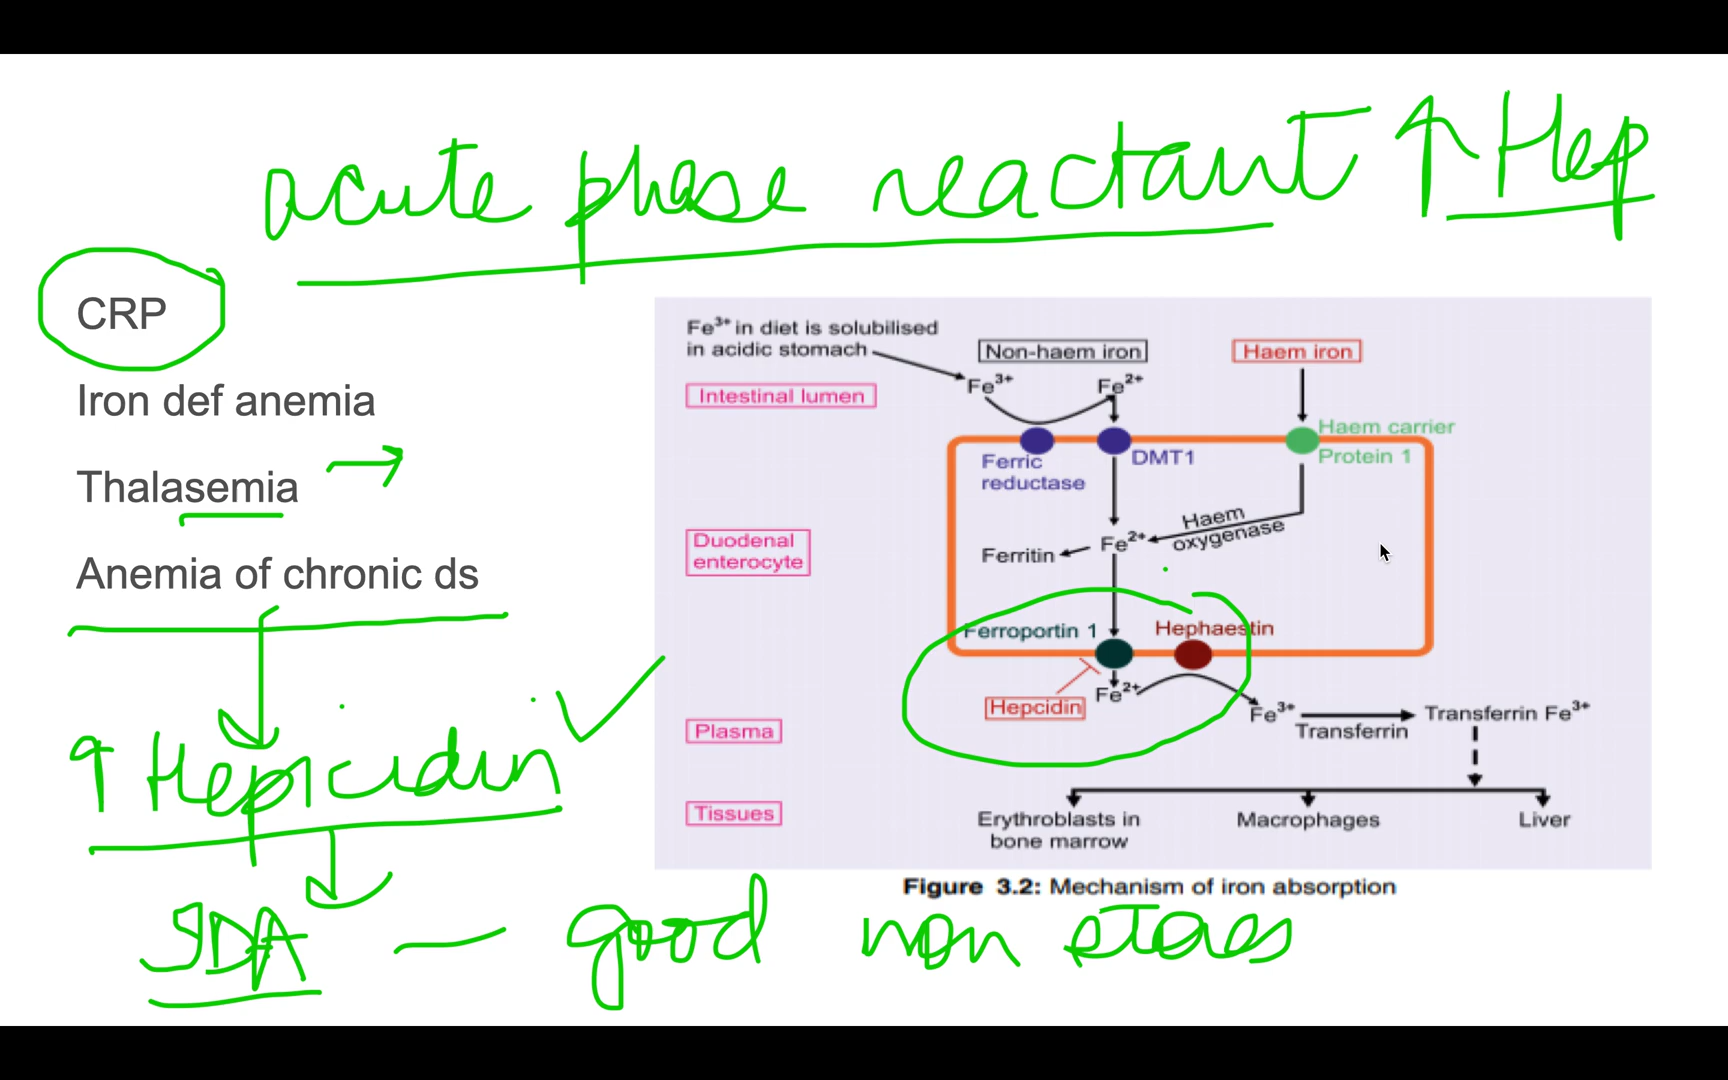 acute phase reactant ↑ Hep
CRP
Iron def anemia
Thalasemia →
Anemia of chronic ds
↑ Hepicidin
IDA — good
Fe³⁺ in diet is solubilised
in acidic stomach
Non-haem iron
Haem iron
Fe³⁺
Fe²⁺
Intestinal lumen
Haem carrier
Protein 1
Ferric
reductase
DMT1
Haem
oxygenase
Duodenal
enterocyte
Ferritin
Fe²⁺
Ferroportin 1
Hephaestin
Hepcidin
Fe²⁺
Fe³⁺
Transferrin
Transferrin Fe³⁺
Plasma
Tissues
Erythroblasts in
bone marrow
Macrophages
Liver
Figure 3.2: Mechanism of iron absorption